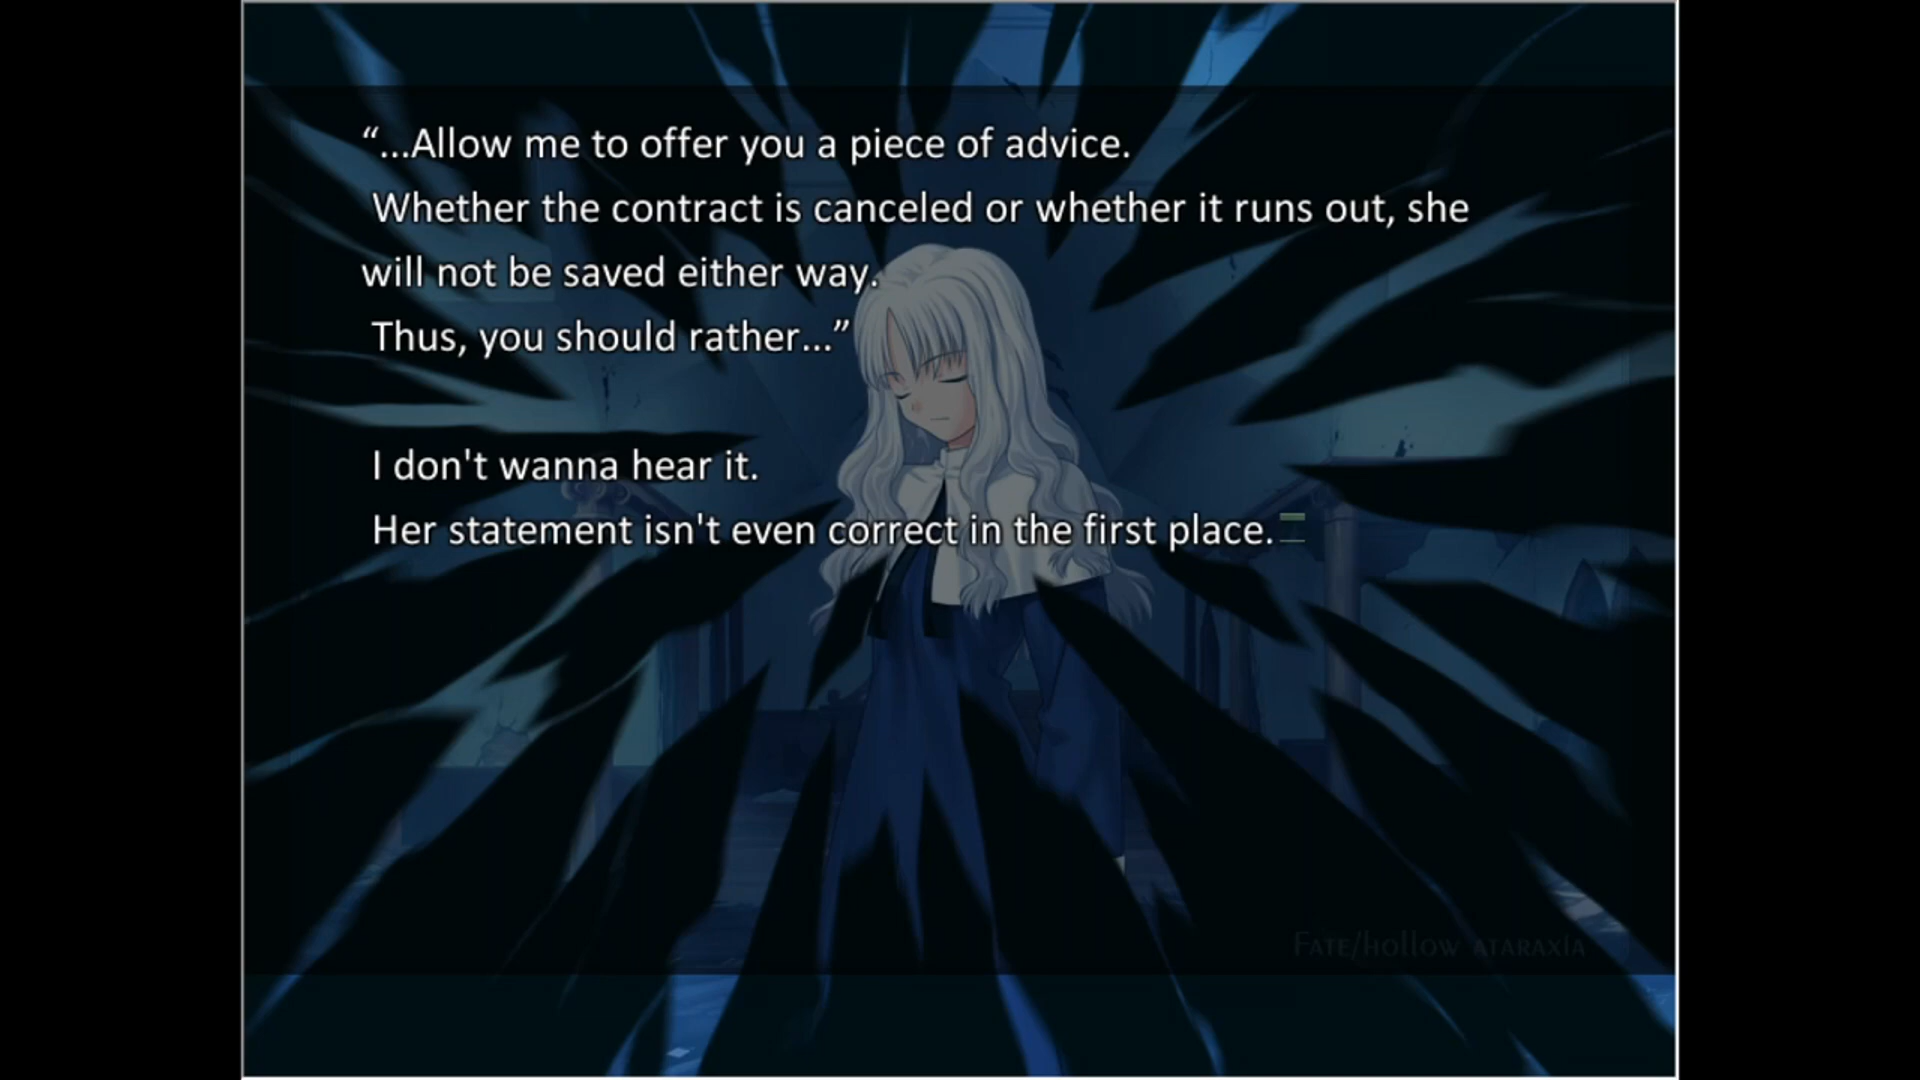 “...Allow me to offer you a piece of advice.
Whether the contract is canceled or whether it runs out, she
will not be saved either way.
Thus, you should rather...”
I don't wanna hear it.
Her statement isn't even correct in the first place.
Fate/hollow ataraxia